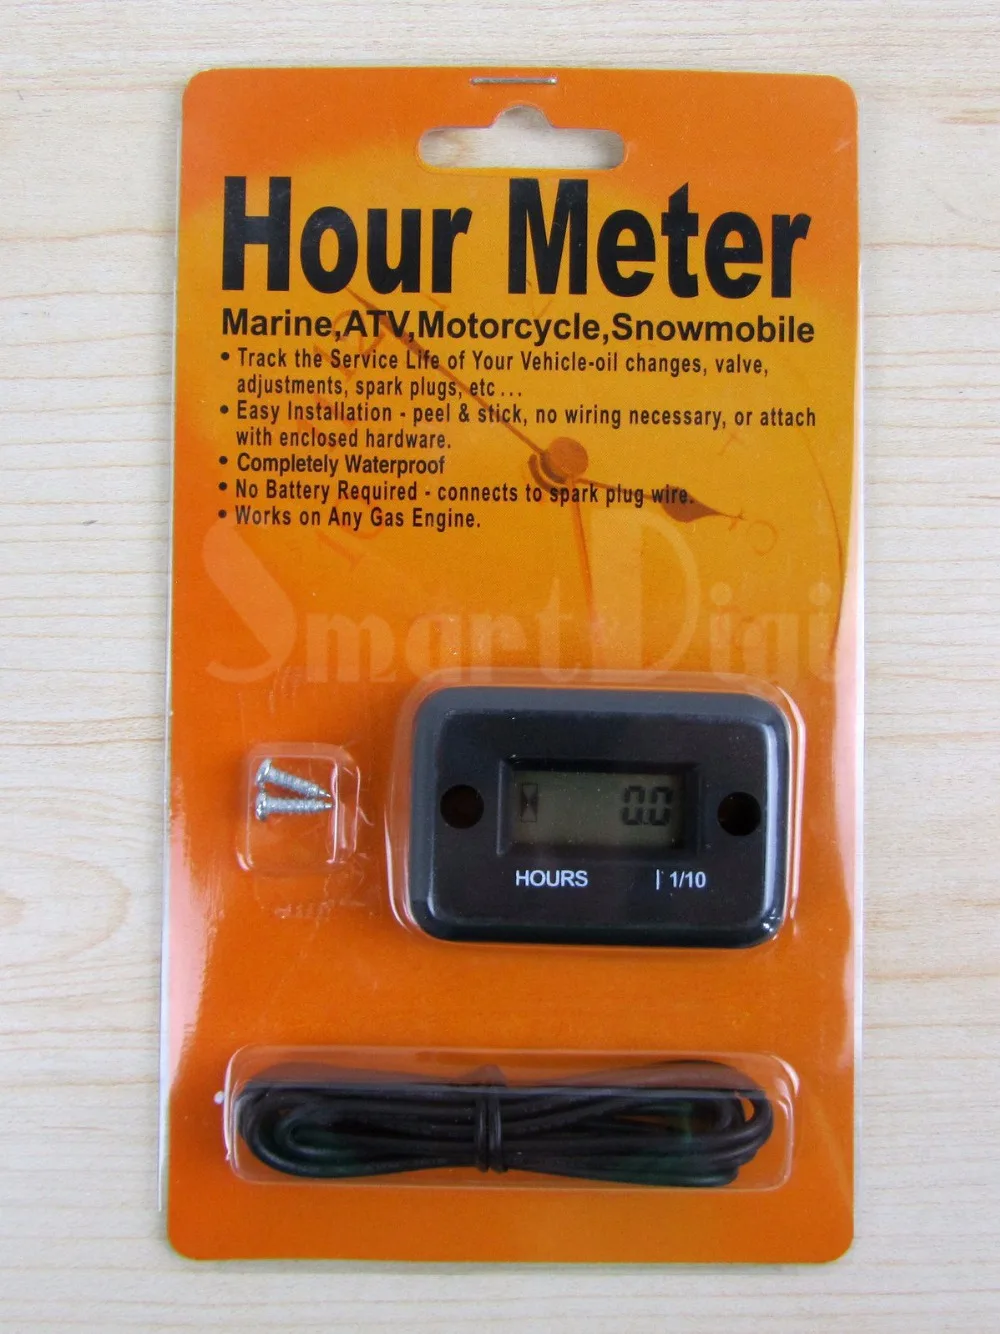 Hour Meter
Marine,ATV,Motorcycle,Snowmobile
• Track the Service Life of Your Vehicle-oil changes, valve,
adjustments, spark plugs, etc ...
• Easy Installation - peel & stick, no wiring necessary, or attach
with enclosed hardware.
• Completely Waterproof
• No Battery Required - connects to spark plug wire.
• Works on Any Gas Engine.
SmartDigi
0.0
HOURS | 1/10